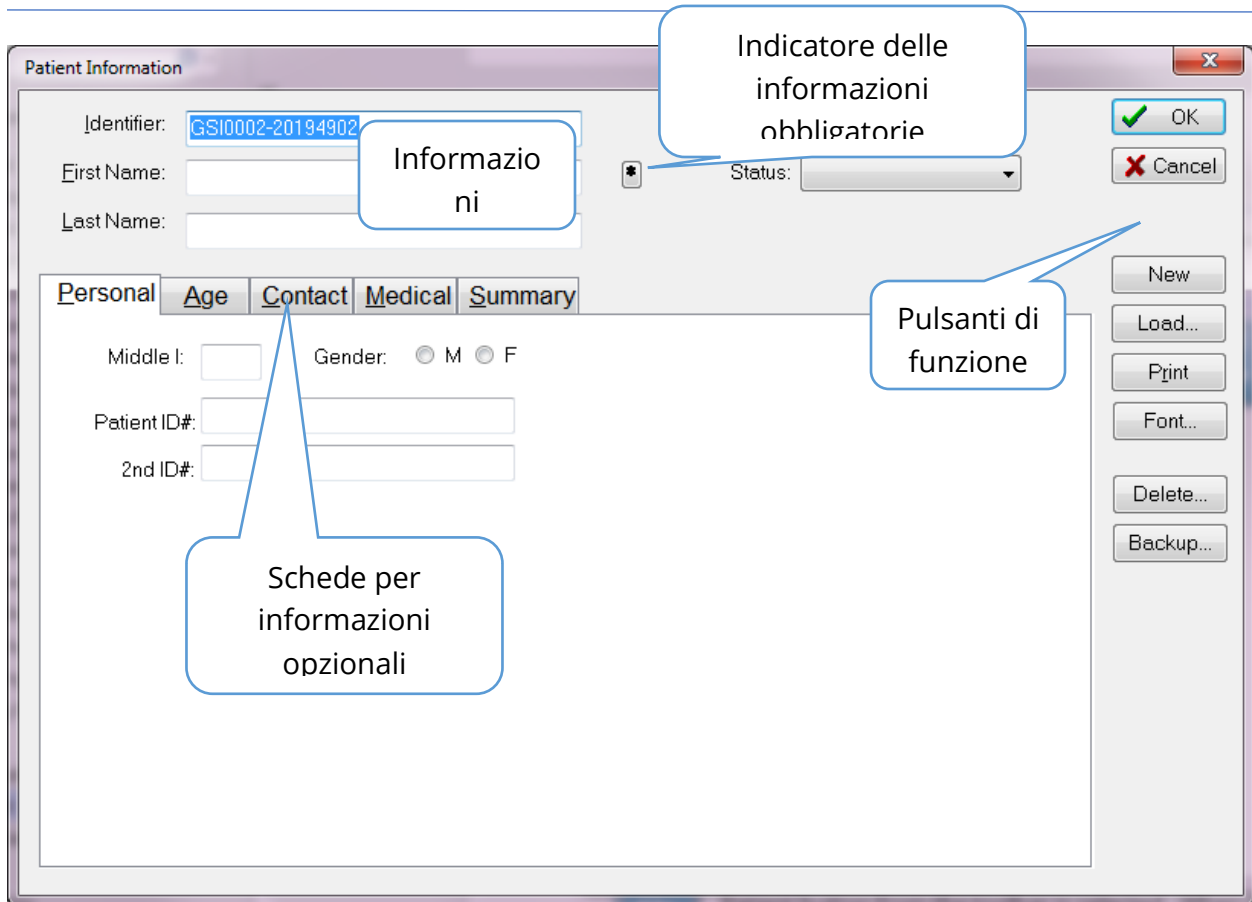 Patient Information
Indicatore delle
informazioni
obbligatorie
Identifier: GSI0002-20194902
OK
First Name:
Informazio
ni
*
Status:
Cancel
Last Name:
Personal Age Contact Medical Summary
Pulsanti di
funzione
New
Load...
Print
Font...
Delete...
Backup...
Middle I:
Gender: M F
Patient ID#:
2nd ID#:
Schede per
informazioni
opzionali